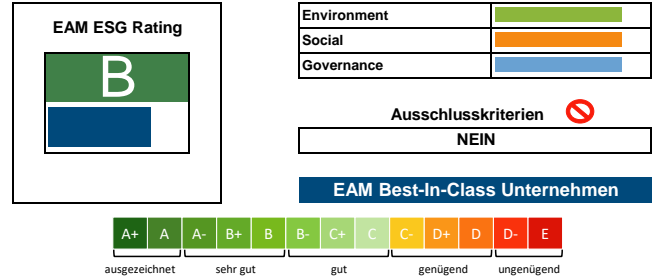 EAM ESG Rating
B
Environment
Social
Governance
Ausschlusskriterien
NEIN
EAM Best-In-Class Unternehmen
A+ A A- B+ B B- C+ C C- D+ D D- E
ausgezeichnet sehr gut gut genügend ungenügend